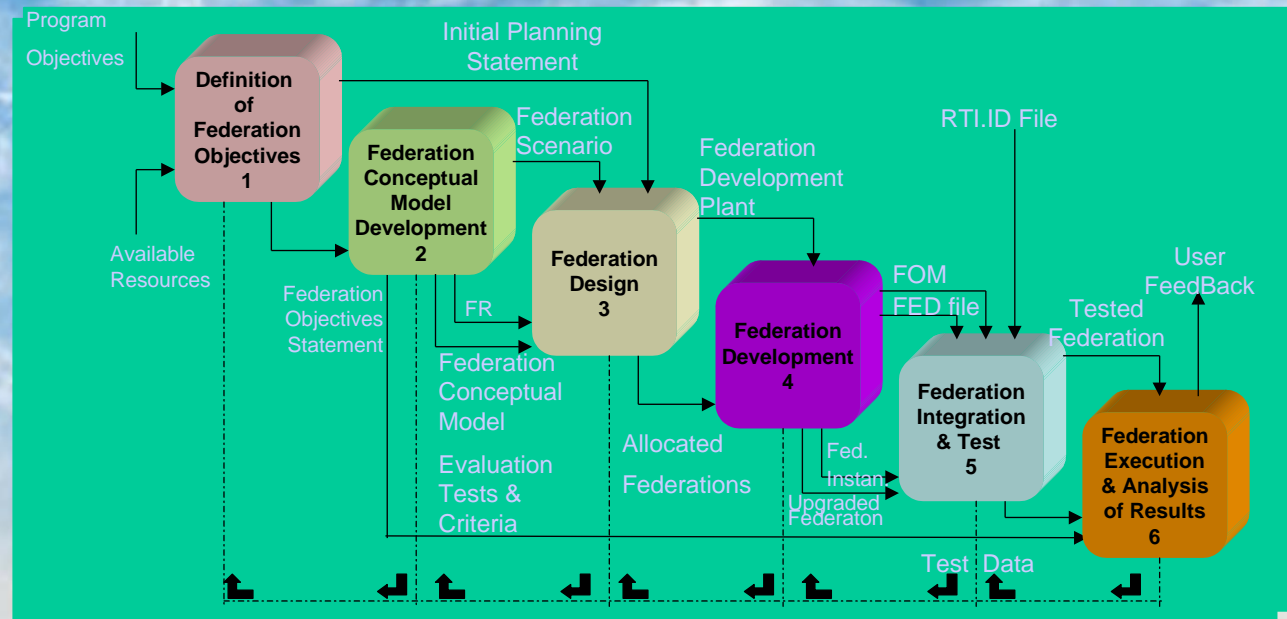 Program
Objectives
Available
Resources
Definition
of
Federation
Objectives
1
Initial Planning
Statement
Federation
Objectives
Statement
Federation
Conceptual
Model
Development
2
Federation
Scenario
FR
Federation
Conceptual
Model
Evaluation
Tests &
Criteria
Federation
Design
3
Federation
Development
Plant
Allocated
Federations
Federation
Development
4
FOM
FED file
RTI.ID File
Fed.
Instan
Upgraded
Federaton
Federation
Integration
& Test
5
Tested
Federation
Test Data
User
FeedBack
Federation
Execution
& Analysis
of Results
6